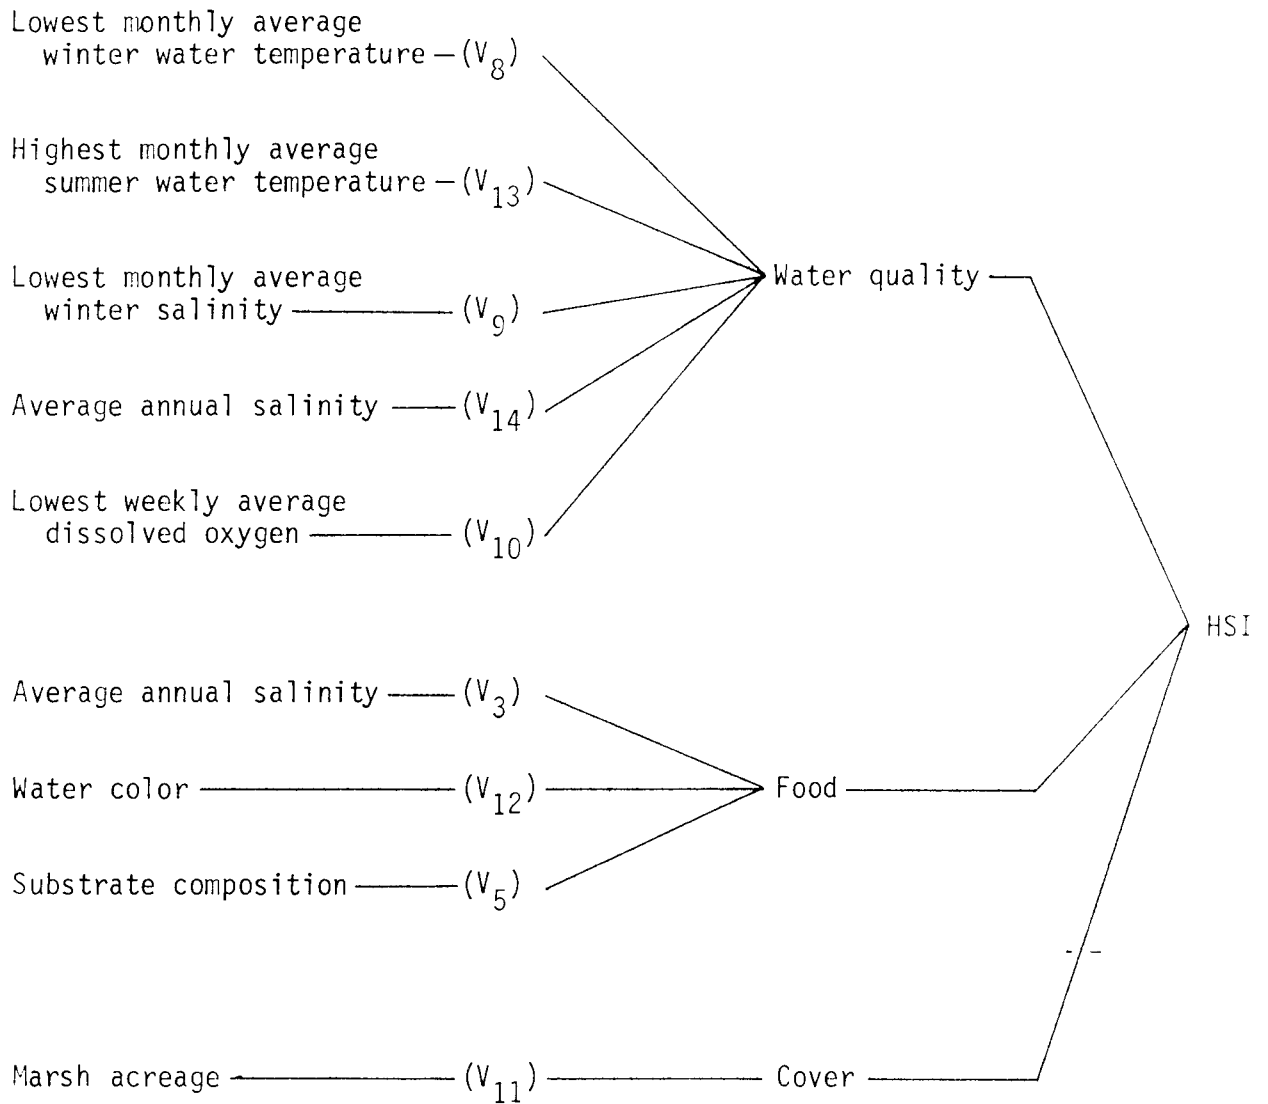 Lowest monthly average
winter water temperature – (V8)
Highest monthly average
summer water temperature – (V13)
Lowest monthly average
winter salinity (V9)
Water quality
Average annual salinity (V14)
Lowest weekly average
dissolved oxygen (V10)
HSI
Average annual salinity (V3)
Water color (V12) Food
Substrate composition (V5)
Marsh acreage (V11) Cover